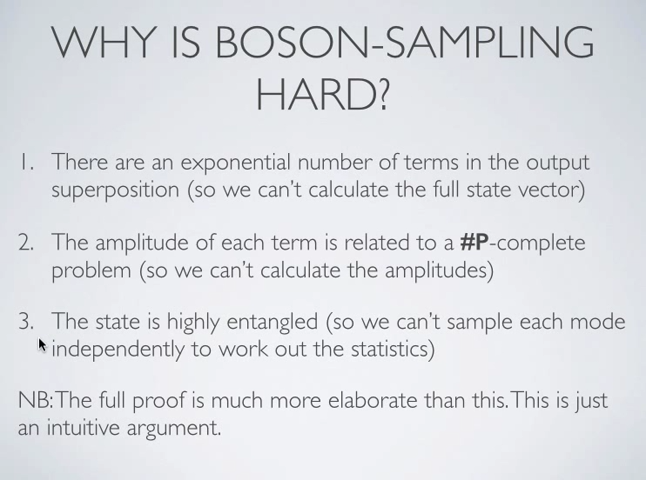 WHY IS BOSON-SAMPLING
HARD?
1. There are an exponential number of terms in the output
superposition (so we can't calculate the full state vector)
2. The amplitude of each term is related to a #P-complete
problem (so we can't calculate the amplitudes)
3. The state is highly entangled (so we can't sample each mode
independently to work out the statistics)
NB: The full proof is much more elaborate than this. This is just
an intuitive argument.